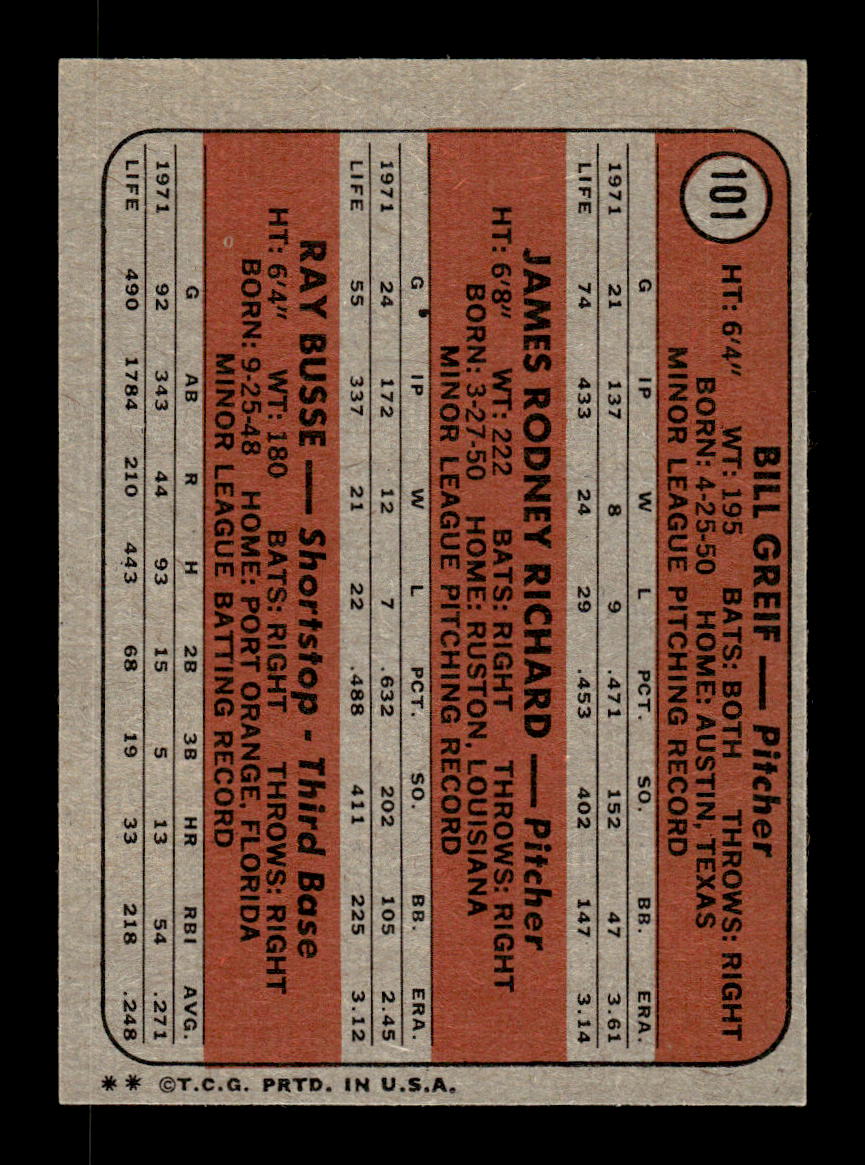 101
BILL GREIF — Pitcher
HT: 6'4" WT: 195 BATS: BOTH THROWS: RIGHT
BORN: 4-25-50 HOME: AUSTIN, TEXAS
MINOR LEAGUE PITCHING RECORD
G IP W L PCT. SO. BB. ERA.
1971 21 137 8 9 .471 152 47 3.61
LIFE 74 433 24 29 .453 402 147 3.14
JAMES RODNEY RICHARD — Pitcher
HT: 6'8" WT: 222 BATS: RIGHT THROWS: RIGHT
BORN: 3-27-50 HOME: RUSTON, LOUISIANA
MINOR LEAGUE PITCHING RECORD
G IP W L PCT. SO. BB. ERA.
1971 24 172 12 7 .632 202 105 2.45
LIFE 55 337 21 22 .488 411 225 3.12
RAY BUSSE — Shortstop - Third Base
HT: 6'4" WT: 180 BATS: RIGHT THROWS: RIGHT
BORN: 9-25-48 HOME: PORT ORANGE, FLORIDA
MINOR LEAGUE BATTING RECORD
G AB R H 2B 3B HR RBI AVG.
1971 92 343 44 93 15 5 13 54 .271
LIFE 490 1784 210 443 68 19 33 218 .248
** ©T.C.G. PRTD. IN U.S.A.